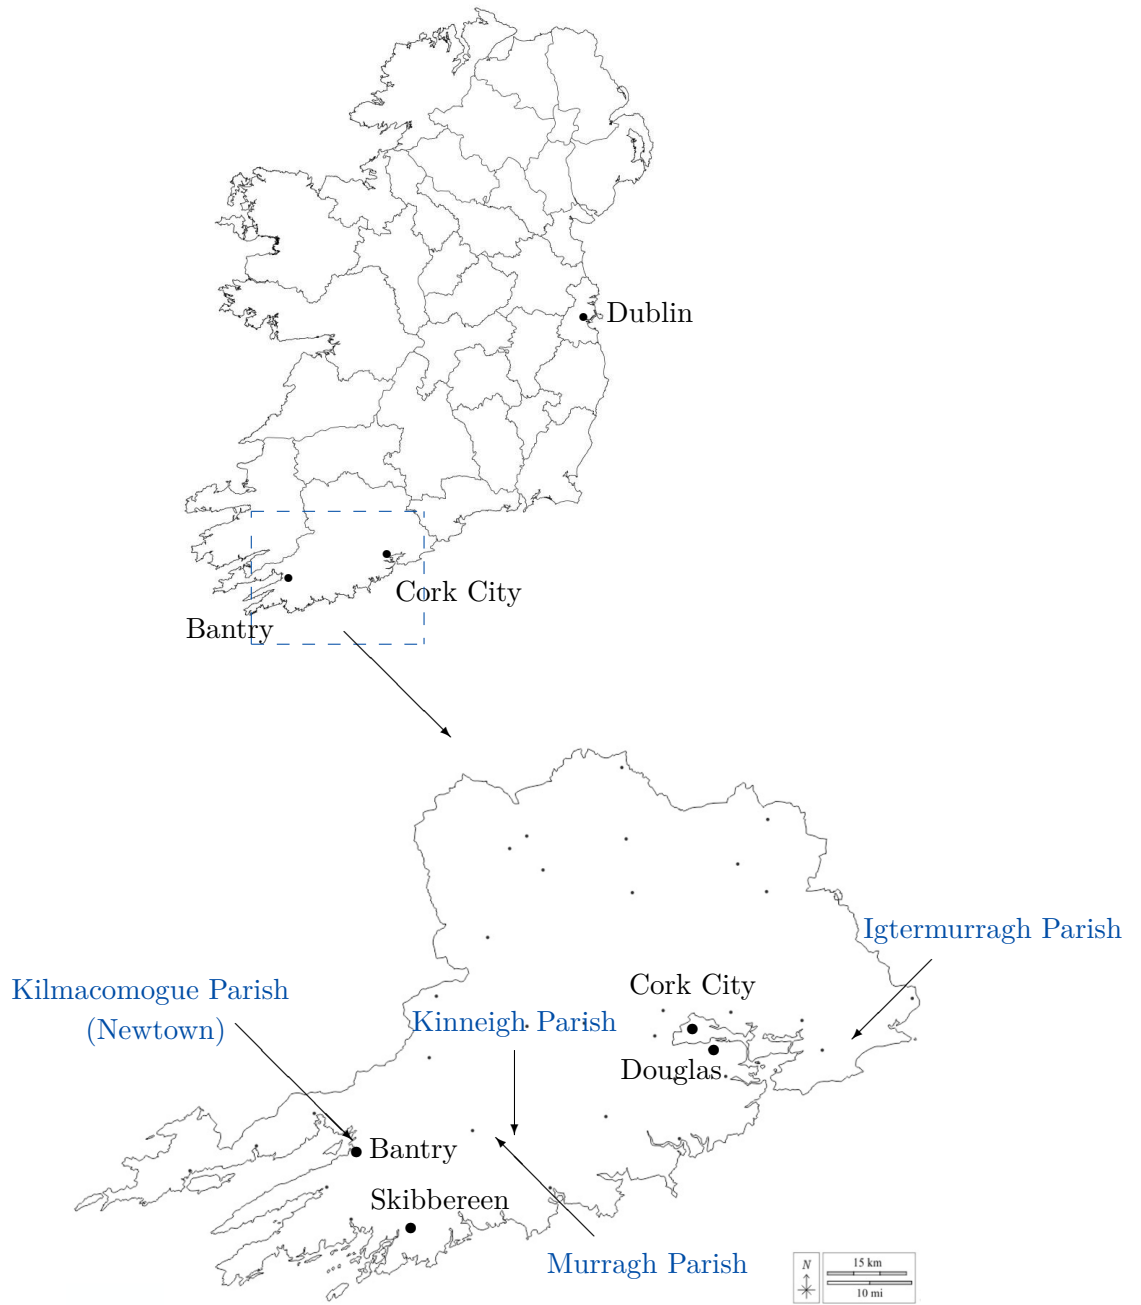 Dublin
Cork City
Bantry
Igtermurragh Parish
Cork City
Kilmacomogue Parish
(Newtown)
Kinneigh Parish
Douglas
Bantry
Skibbereen
Murragh Parish
N
15 km
10 mi